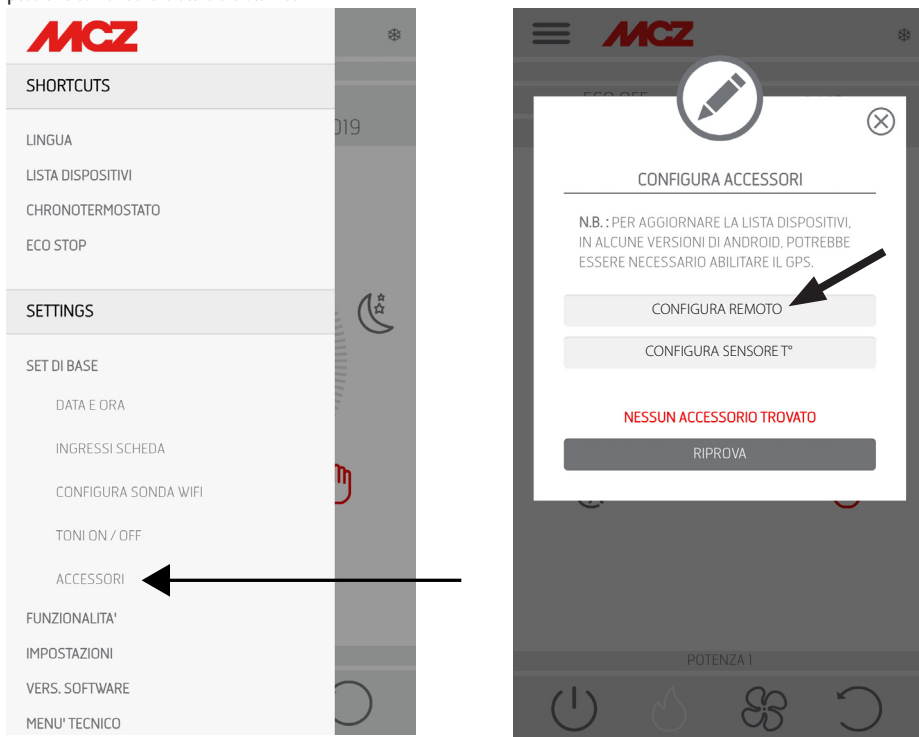 MCZ
SHORTCUTS
LINGUA
LISTA DISPOSITIVI
CHRONOTERMOSTATO
ECO STOP
SETTINGS
SET DI BASE
DATA E ORA
INGRESSI SCHEDA
CONFIGURA SONDA WIFI
TONI ON / OFF
ACCESSORI
FUNZIONALITA'
IMPOSTAZIONI
VERS. SOFTWARE
MENU' TECNICO
019
MCZ
CONFIGURA ACCESSORI
N.B. : PER AGGIORNARE LA LISTA DISPOSITIVI,
IN ALCUNE VERSIONI DI ANDROID, POTREBBE
ESSERE NECESSARIO ABILITARE IL GPS.
CONFIGURA REMOTO
CONFIGURA SENSORE T°
NESSUN ACCESSORIO TROVATO
RIPROVA
POTENZA 1